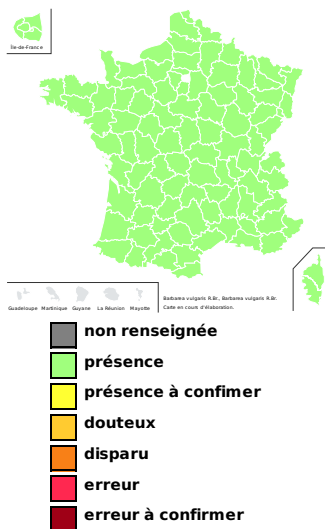 Île-de-France
Guadeloupe Martinique Guyane La Réunion Mayotte
Barbarea vulgaris R.Br., Barbarea vulgaris R.Br.
Carte en cours d'élaboration.
non renseignée
présence
présence à confimer
douteux
disparu
erreur
erreur à confirmer